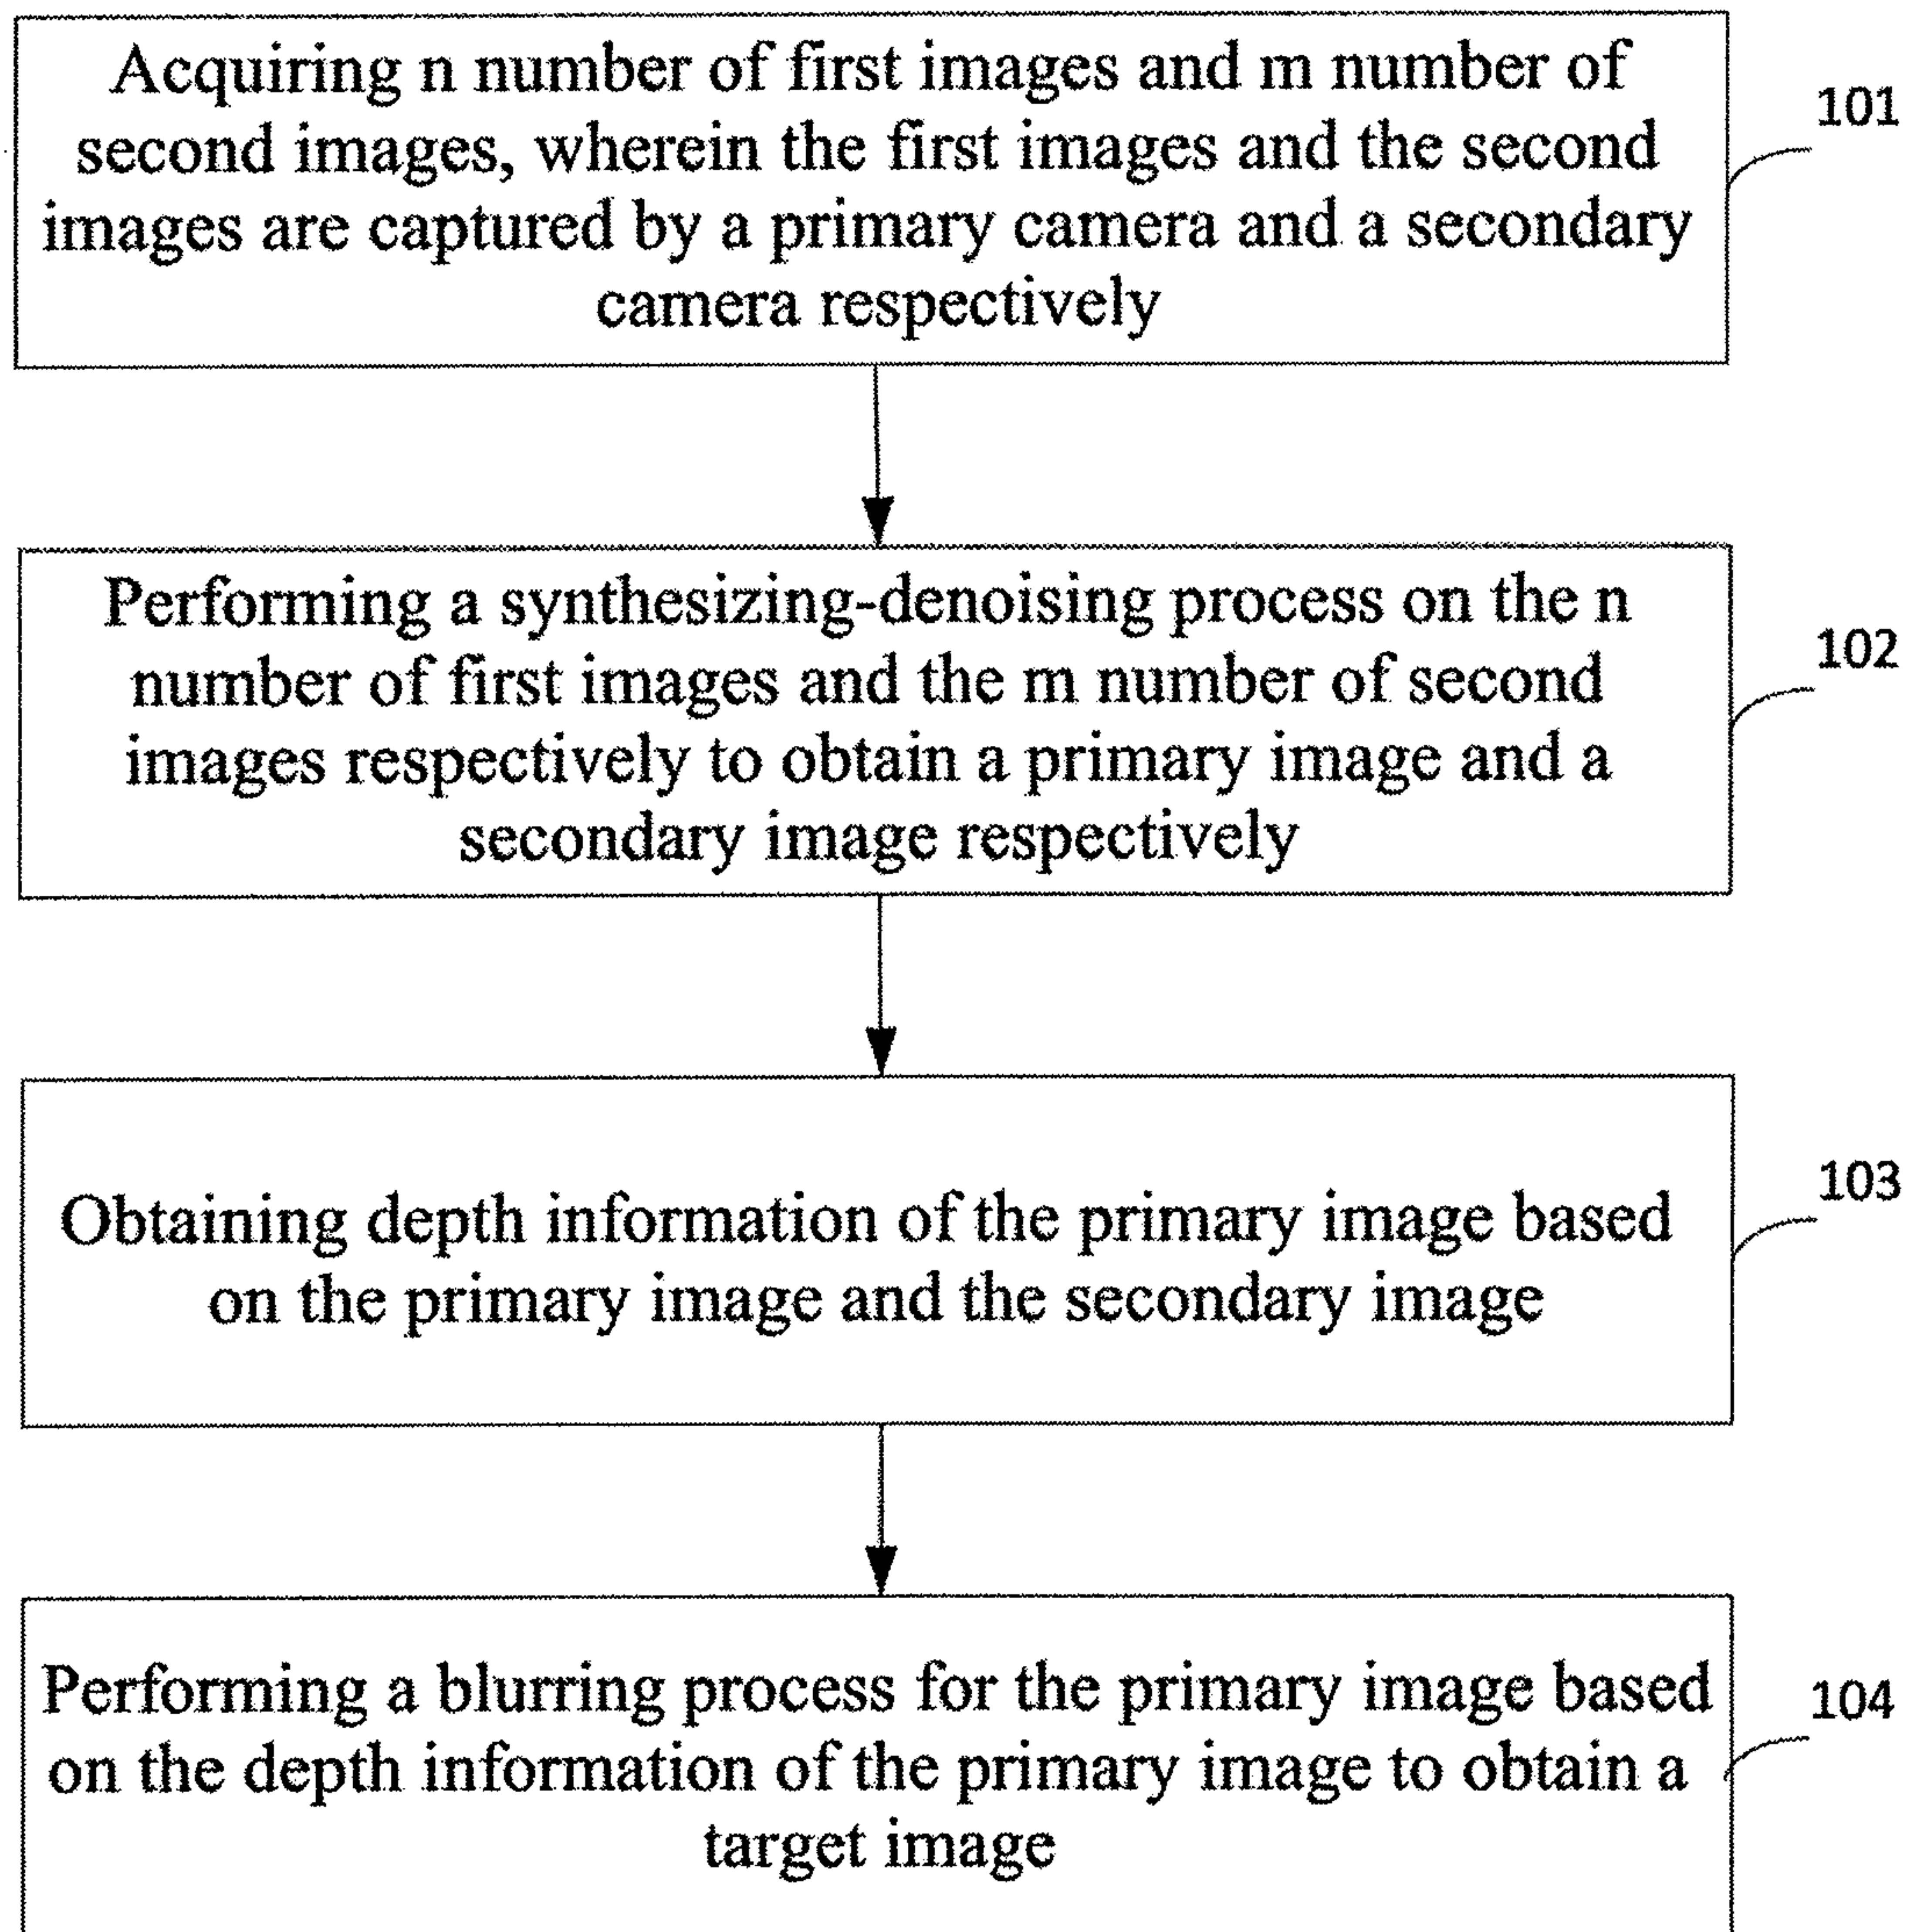 Acquiring n number of first images and m number of
second images, wherein the first images and the second
images are captured by a primary camera and a secondary
camera respectively
101
Performing a synthesizing-denoising process on the n
number of first images and the m number of second
images respectively to obtain a primary image and a
secondary image respectively
102
Obtaining depth information of the primary image based
on the primary image and the secondary image
103
Performing a blurring process for the primary image based
on the depth information of the primary image to obtain a
target image
104